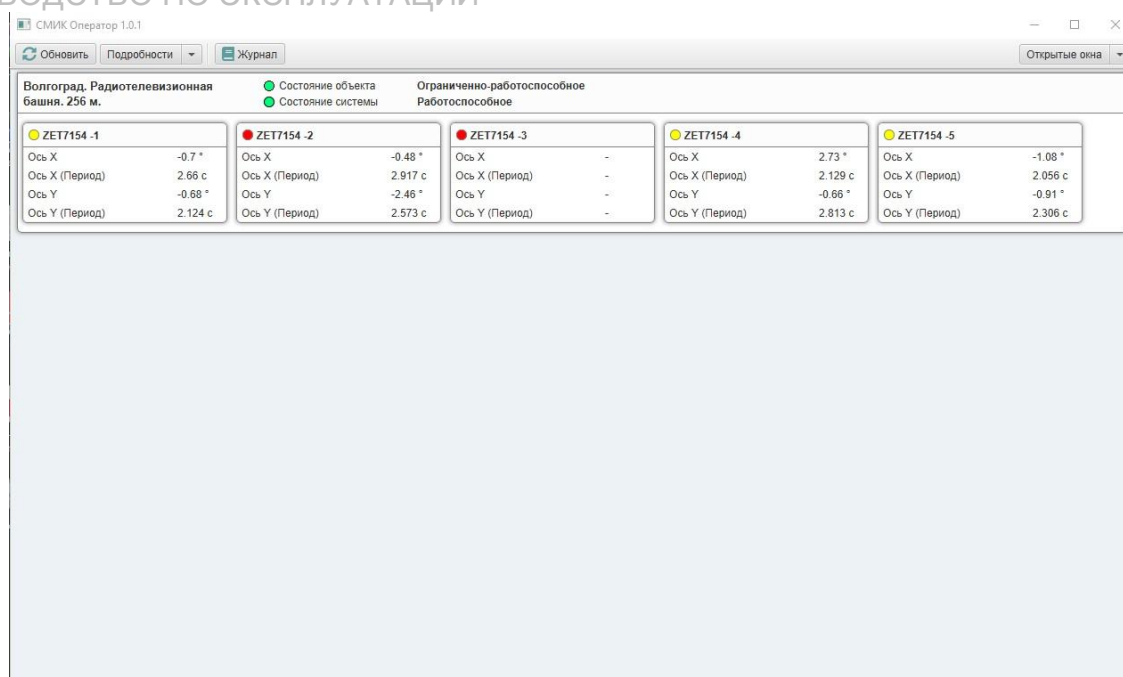 СМИК Оператор 1.0.1
Обновить Подробности Журнал Открытые окна
Волгоград. Радиотелевизионная
башня. 256 м.
Состояние объекта Ограниченно-работоспособное
Состояние системы Работоспособное
ZET7154 -1
Ось X -0.7 °
Ось X (Период) 2.66 с
Ось Y -0.68 °
Ось Y (Период) 2.124 с
ZET7154 -2
Ось X -0.48 °
Ось X (Период) 2.917 с
Ось Y -2.46 °
Ось Y (Период) 2.573 с
ZET7154 -3
Ось X -
Ось X (Период) -
Ось Y -
Ось Y (Период) -
ZET7154 -4
Ось X 2.73 °
Ось X (Период) 2.129 с
Ось Y -0.66 °
Ось Y (Период) 2.813 с
ZET7154 -5
Ось X -1.08 °
Ось X (Период) 2.056 с
Ось Y -0.91 °
Ось Y (Период) 2.306 с